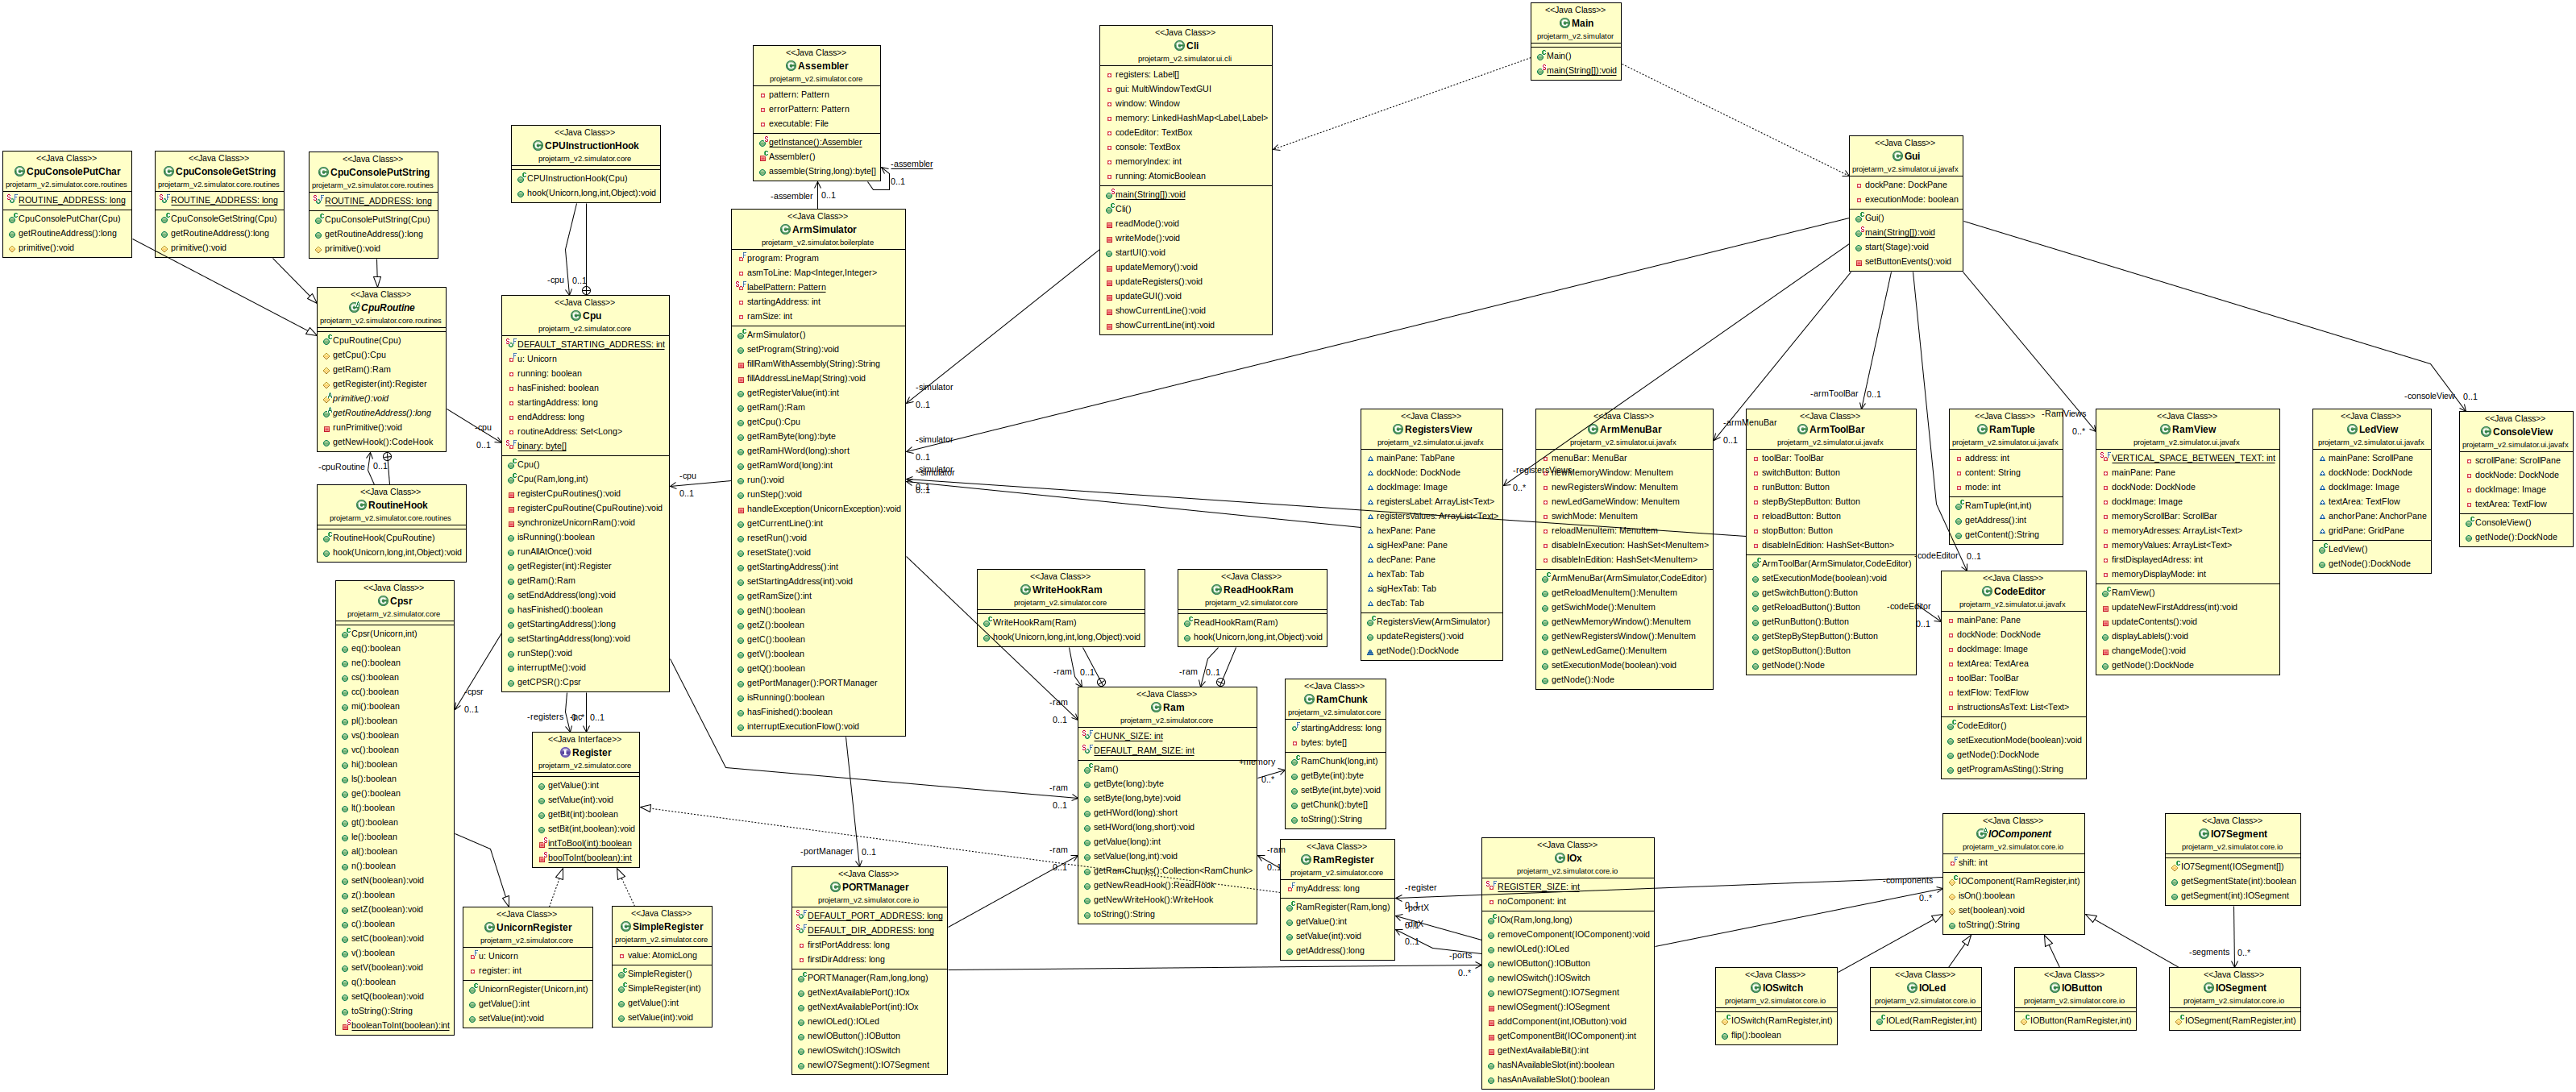 <<Java Class>>
Main
projetarm_v2.simulator
Main()
main(String[]):void
<<Java Class>>
Cli
projetarm_v2.simulator.ui.cli
registers: Label[]
gui: MultiWindowTextGUI
window: Window
memory: LinkedHashMap<Label,Label>
codeEditor: TextBox
console: TextBox
memoryIndex: int
running: AtomicBoolean
main(String[]):void
Cli()
readMode():void
writeMode():void
startUI():void
updateMemory():void
updateRegisters():void
updateGUI():void
showCurrentLine():void
showCurrentLine(int):void
<<Java Class>>
Assembler
projetarm_v2.simulator.core
pattern: Pattern
errorPattern: Pattern
executable: File
getInstance():Assembler
Assembler()
assemble(String,long):byte[]
-assembler
0..1
-assembler
0..1
<<Java Class>>
CPUInstructionHook
projetarm_v2.simulator.core
CPUInstructionHook(Cpu)
hook(Unicorn,long,int,Object):void
-cpu
0..1
<<Java Class>>
CpuConsolePutChar
projetarm_v2.simulator.core.routines
ROUTINE_ADDRESS: long
CpuConsolePutChar(Cpu)
getRoutineAddress():long
primitive():void
<<Java Class>>
CpuConsoleGetString
projetarm_v2.simulator.core.routines
ROUTINE_ADDRESS: long
CpuConsoleGetString(Cpu)
getRoutineAddress():long
primitive():void
<<Java Class>>
CpuConsolePutString
projetarm_v2.simulator.core.routines
ROUTINE_ADDRESS: long
CpuConsolePutString(Cpu)
getRoutineAddress():long
primitive():void
<<Java Class>>
Gui
projetarm_v2.simulator.ui.javafx
dockPane: DockPane
executionMode: boolean
Gui()
main(String[]):void
start(Stage):void
setButtonEvents():void
<<Java Class>>
CpuRoutine
projetarm_v2.simulator.core.routines
CpuRoutine(Cpu)
getCpu():Cpu
getRam():Ram
getRegister(int):Register
primitive():void
getRoutineAddress():long
runPrimitive():void
getNewHook():CodeHook
-cpu
0..1
-cpuRoutine
0..1
<<Java Class>>
RoutineHook
projetarm_v2.simulator.core.routines
RoutineHook(CpuRoutine)
hook(Unicorn,long,int,Object):void
<<Java Class>>
Cpu
projetarm_v2.simulator.core
DEFAULT_STARTING_ADDRESS: int
u: Unicorn
running: boolean
hasFinished: boolean
startingAddress: long
endAddress: long
routineAddress: Set<Long>
binary: byte[]
Cpu()
Cpu(Ram,long,int)
registerCpuRoutines():void
registerCpuRoutine(CpuRoutine):void
synchronizeUnicornRam():void
isRunning():boolean
runAllAtOnce():void
getRegister(int):Register
getRam():Ram
setEndAddress(long):void
hasFinished():boolean
getStartingAddress():long
setStartingAddress(long):void
runStep():void
interruptMe():void
getCPSR():Cpsr
<<Java Class>>
ArmSimulator
projetarm_v2.simulator.boilerplate
program: Program
asmToLine: Map<Integer,Integer>
labelPattern: Pattern
startingAddress: int
ramSize: int
ArmSimulator()
setProgram(String):void
fillRamWithAssembly(String):String
fillAddressLineMap(String):void
getRegisterValue(int):int
getRam():Ram
getCpu():Cpu
getRamByte(long):byte
getRamHWord(long):short
getRamWord(long):int
run():void
runStep():void
handleException(UnicornException):void
getCurrentLine():int
resetRun():void
resetState():void
getStartingAddress():int
setStartingAddress(int):void
getRamSize():int
getN():boolean
getZ():boolean
getC():boolean
getV():boolean
getQ():boolean
getPortManager():PORTManager
isRunning():boolean
hasFinished():boolean
interruptExecutionFlow():void
-cpu
0..1
-simulator
0..1
-simulator
0..1
-simulator
0..1
-armToolBar
0..1
-armMenuBar
0..1
-registersViews
0..*
-RamViews
0..*
-consoleView
0..1
-codeEditor
0..1
-codeEditor
0..1
<<Java Class>>
RegistersView
projetarm_v2.simulator.ui.javafx
mainPane: TabPane
dockNode: DockNode
dockImage: Image
registersLabel: ArrayList<Text>
registersValues: ArrayList<Text>
hexPane: Pane
sigHexPane: Pane
decPane: Pane
hexTab: Tab
sigHexTab: Tab
decTab: Tab
RegistersView(ArmSimulator)
updateRegisters():void
getNode():DockNode
<<Java Class>>
ArmMenuBar
projetarm_v2.simulator.ui.javafx
menuBar: MenuBar
newMemoryWindow: MenuItem
newRegistersWindow: MenuItem
newLedGameWindow: MenuItem
swichMode: MenuItem
reloadMenuItem: MenuItem
disableInExecution: HashSet<MenuItem>
disableInEdition: HashSet<MenuItem>
ArmMenuBar(ArmSimulator,CodeEditor)
getReloadMenuItem():MenuItem
getSwichMode():MenuItem
getNewMemoryWindow():MenuItem
getNewRegistersWindow():MenuItem
getNewLedGame():MenuItem
setExecutionMode(boolean):void
getNode():Node
<<Java Class>>
ArmToolBar
projetarm_v2.simulator.ui.javafx
toolBar: ToolBar
switchButton: Button
runButton: Button
stepByStepButton: Button
reloadButton: Button
stopButton: Button
disableInEdition: HashSet<Button>
ArmToolBar(ArmSimulator,CodeEditor)
setExecutionMode(boolean):void
getSwitchButton():Button
getReloadButton():Button
getRunButton():Button
getStepByStepButton():Button
getStopButton():Button
getNode():Node
<<Java Class>>
RamTuple
projetarm_v2.simulator.ui.javafx
address: int
content: String
mode: int
RamTuple(int,int)
getAddress():int
getContent():String
<<Java Class>>
RamView
projetarm_v2.simulator.ui.javafx
VERTICAL_SPACE_BETWEEN_TEXT: int
mainPane: Pane
dockNode: DockNode
dockImage: Image
memoryScrollBar: ScrollBar
memoryAdresses: ArrayList<Text>
memoryValues: ArrayList<Text>
firstDisplayedAdress: int
memoryDisplayMode: int
RamView()
updateNewFirstAddress(int):void
updateContents():void
displayLablels():void
changeMode():void
getNode():DockNode
<<Java Class>>
LedView
projetarm_v2.simulator.ui.javafx
mainPane: ScrollPane
dockNode: DockNode
dockImage: Image
textArea: TextFlow
anchorPane: AnchorPane
gridPane: GridPane
LedView()
getNode():DockNode
<<Java Class>>
ConsoleView
projetarm_v2.simulator.ui.javafx
scrollPane: ScrollPane
dockNode: DockNode
dockImage: Image
textArea: TextFlow
ConsoleView()
getNode():DockNode
<<Java Class>>
CodeEditor
projetarm_v2.simulator.ui.javafx
mainPane: Pane
dockNode: DockNode
dockImage: Image
textArea: TextArea
toolBar: ToolBar
textFlow: TextFlow
instructionsAsText: List<Text>
CodeEditor()
setExecutionMode(boolean):void
getNode():DockNode
getProgramAsSting():String
<<Java Class>>
Cpsr
projetarm_v2.simulator.core
Cpsr(Unicorn,int)
eq():boolean
ne():boolean
cs():boolean
cc():boolean
mi():boolean
pl():boolean
vs():boolean
vc():boolean
hi():boolean
ls():boolean
ge():boolean
lt():boolean
gt():boolean
le():boolean
al():boolean
n():boolean
setN(boolean):void
z():boolean
setZ(boolean):void
c():boolean
setC(boolean):void
v():boolean
setV(boolean):void
q():boolean
setQ(boolean):void
toString():String
booleanToInt(boolean):int
-cpsr
0..1
-registers
0..1
<<Java Interface>>
Register
projetarm_v2.simulator.core
getValue():int
setValue(int):void
getBit(int):boolean
setBit(int,boolean):void
intToBool(int):boolean
boolToInt(boolean):int
<<Java Class>>
UnicornRegister
projetarm_v2.simulator.core
u: Unicorn
register: int
UnicornRegister(Unicorn,int)
getValue():int
setValue(int):void
<<Java Class>>
SimpleRegister
projetarm_v2.simulator.core
value: AtomicLong
SimpleRegister()
SimpleRegister(int)
getValue():int
setValue(int):void
<<Java Class>>
WriteHookRam
projetarm_v2.simulator.core
WriteHookRam(Ram)
hook(Unicorn,long,int,long,Object):void
<<Java Class>>
ReadHookRam
projetarm_v2.simulator.core
ReadHookRam(Ram)
hook(Unicorn,long,int,Object):void
-ram
0..1
-ram
0..1
-ram
0..1
-ram
0..1
-ram
0..1
-ram
0..1
<<Java Class>>
Ram
projetarm_v2.simulator.core
CHUNK_SIZE: int
DEFAULT_RAM_SIZE: int
Ram()
getByte(long):byte
setByte(long,byte):void
getHWord(long):short
setHWord(long,short):void
getValue(long):int
setValue(long,int):void
getRamChunks():Collection<RamChunk>
getNewReadHook():ReadHook
getNewWriteHook():WriteHook
toString():String
+memory
0..*
<<Java Class>>
RamChunk
projetarm_v2.simulator.core
startingAddress: long
bytes: byte[]
RamChunk(long,int)
getByte(int):byte
setByte(int,byte):void
getChunk():byte[]
toString():String
<<Java Class>>
RamRegister
projetarm_v2.simulator.core
myAddress: long
RamRegister(Ram,long)
getValue():int
setValue(int):void
getAddress():long
-portManager
0..1
<<Java Class>>
PORTManager
projetarm_v2.simulator.core.io
DEFAULT_PORT_ADDRESS: long
DEFAULT_DIR_ADDRESS: long
firstPortAddress: long
firstDirAddress: long
PORTManager(Ram,long,long)
getNextAvailablePort():IOx
getNextAvailablePort(int):IOx
newIOLed():IOLed
newIOButton():IOButton
newIOSwitch():IOSwitch
newIO7Segment():IO7Segment
-register
-portX
0..1
-ports
0..*
<<Java Class>>
IOx
projetarm_v2.simulator.core.io
REGISTER_SIZE: int
noComponent: int
IOx(Ram,long,long)
removeComponent(IOComponent):void
newIOLed():IOLed
newIOButton():IOButton
newIOSwitch():IOSwitch
newIO7Segment():IO7Segment
newIOSegment():IOSegment
addComponent(int,IOButton):void
getComponentBit(IOComponent):int
getNextAvailableBit():int
hasNAvailableSlot(int):boolean
hasAnAvailableSlot():boolean
-components
0..*
<<Java Class>>
IOComponent
projetarm_v2.simulator.core.io
shift: int
IOComponent(RamRegister,int)
isOn():boolean
set(boolean):void
toString():String
<<Java Class>>
IO7Segment
projetarm_v2.simulator.core.io
IO7Segment(IOSegment[])
getSegmentState(int):boolean
getSegment(int):IOSegment
-segments
0..*
<<Java Class>>
IOSwitch
projetarm_v2.simulator.core.io
IOSwitch(RamRegister,int)
flip():boolean
<<Java Class>>
IOLed
projetarm_v2.simulator.core.io
IOLed(RamRegister,int)
<<Java Class>>
IOButton
projetarm_v2.simulator.core.io
IOButton(RamRegister,int)
<<Java Class>>
IOSegment
projetarm_v2.simulator.core.io
IOSegment(RamRegister,int)